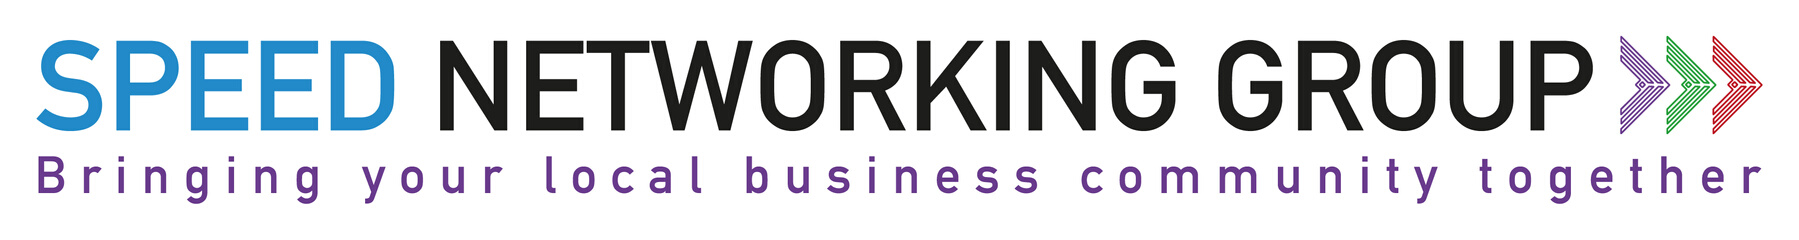 SPEED NETWORKING GROUP
Bringing your local business community together